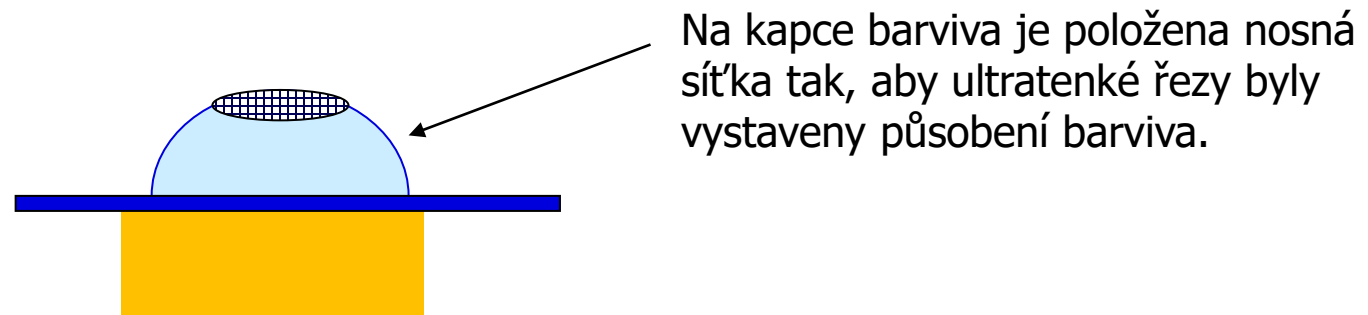 Na kapce barviva je položena nosná
síťka tak, aby ultratenké řezy byly
vystaveny působení barviva.